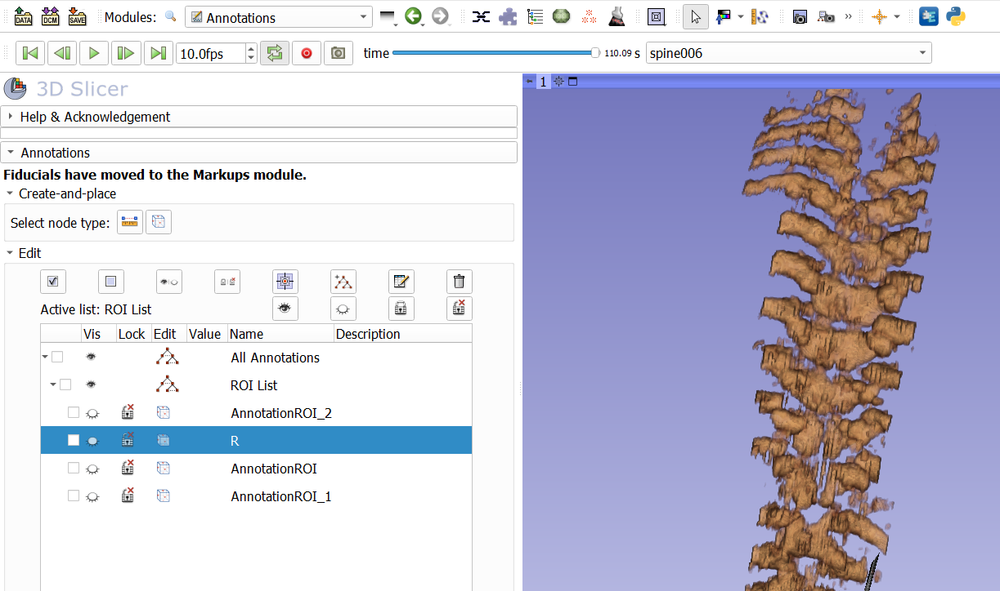 DATA DCM SAVE Modules: Annotations »
10.0fps time 110.09 s spine006
3D Slicer
Help & Acknowledgement
Annotations
Fiducials have moved to the Markups module.
Create-and-place
Select node type:
Edit
Active list: ROI List
Vis Lock Edit Value Name Description
All Annotations
ROI List
AnnotationROI_2
R
AnnotationROI
AnnotationROI_1
1